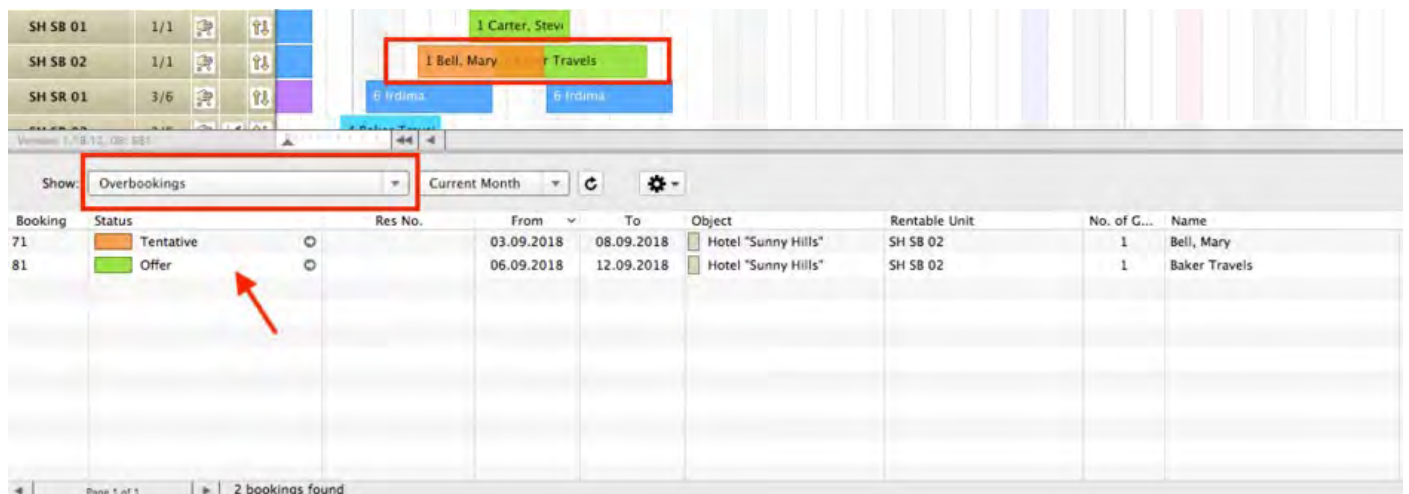 SH SB 01 1/1 1 Carter, Stev
SH SB 02 1/1 1 Bell, Mary r Travels
SH SR 01 3/6 6 Irdima 6 Irdima
Show: Overbookings Current Month
Booking Status Res No. From To Object Rentable Unit No. of G... Name
71 Tentative 03.09.2018 08.09.2018 Hotel "Sunny Hills" SH SB 02 1 Bell, Mary
81 Offer 06.09.2018 12.09.2018 Hotel "Sunny Hills" SH SB 02 1 Baker Travels
Page 1 of 1 2 bookings found